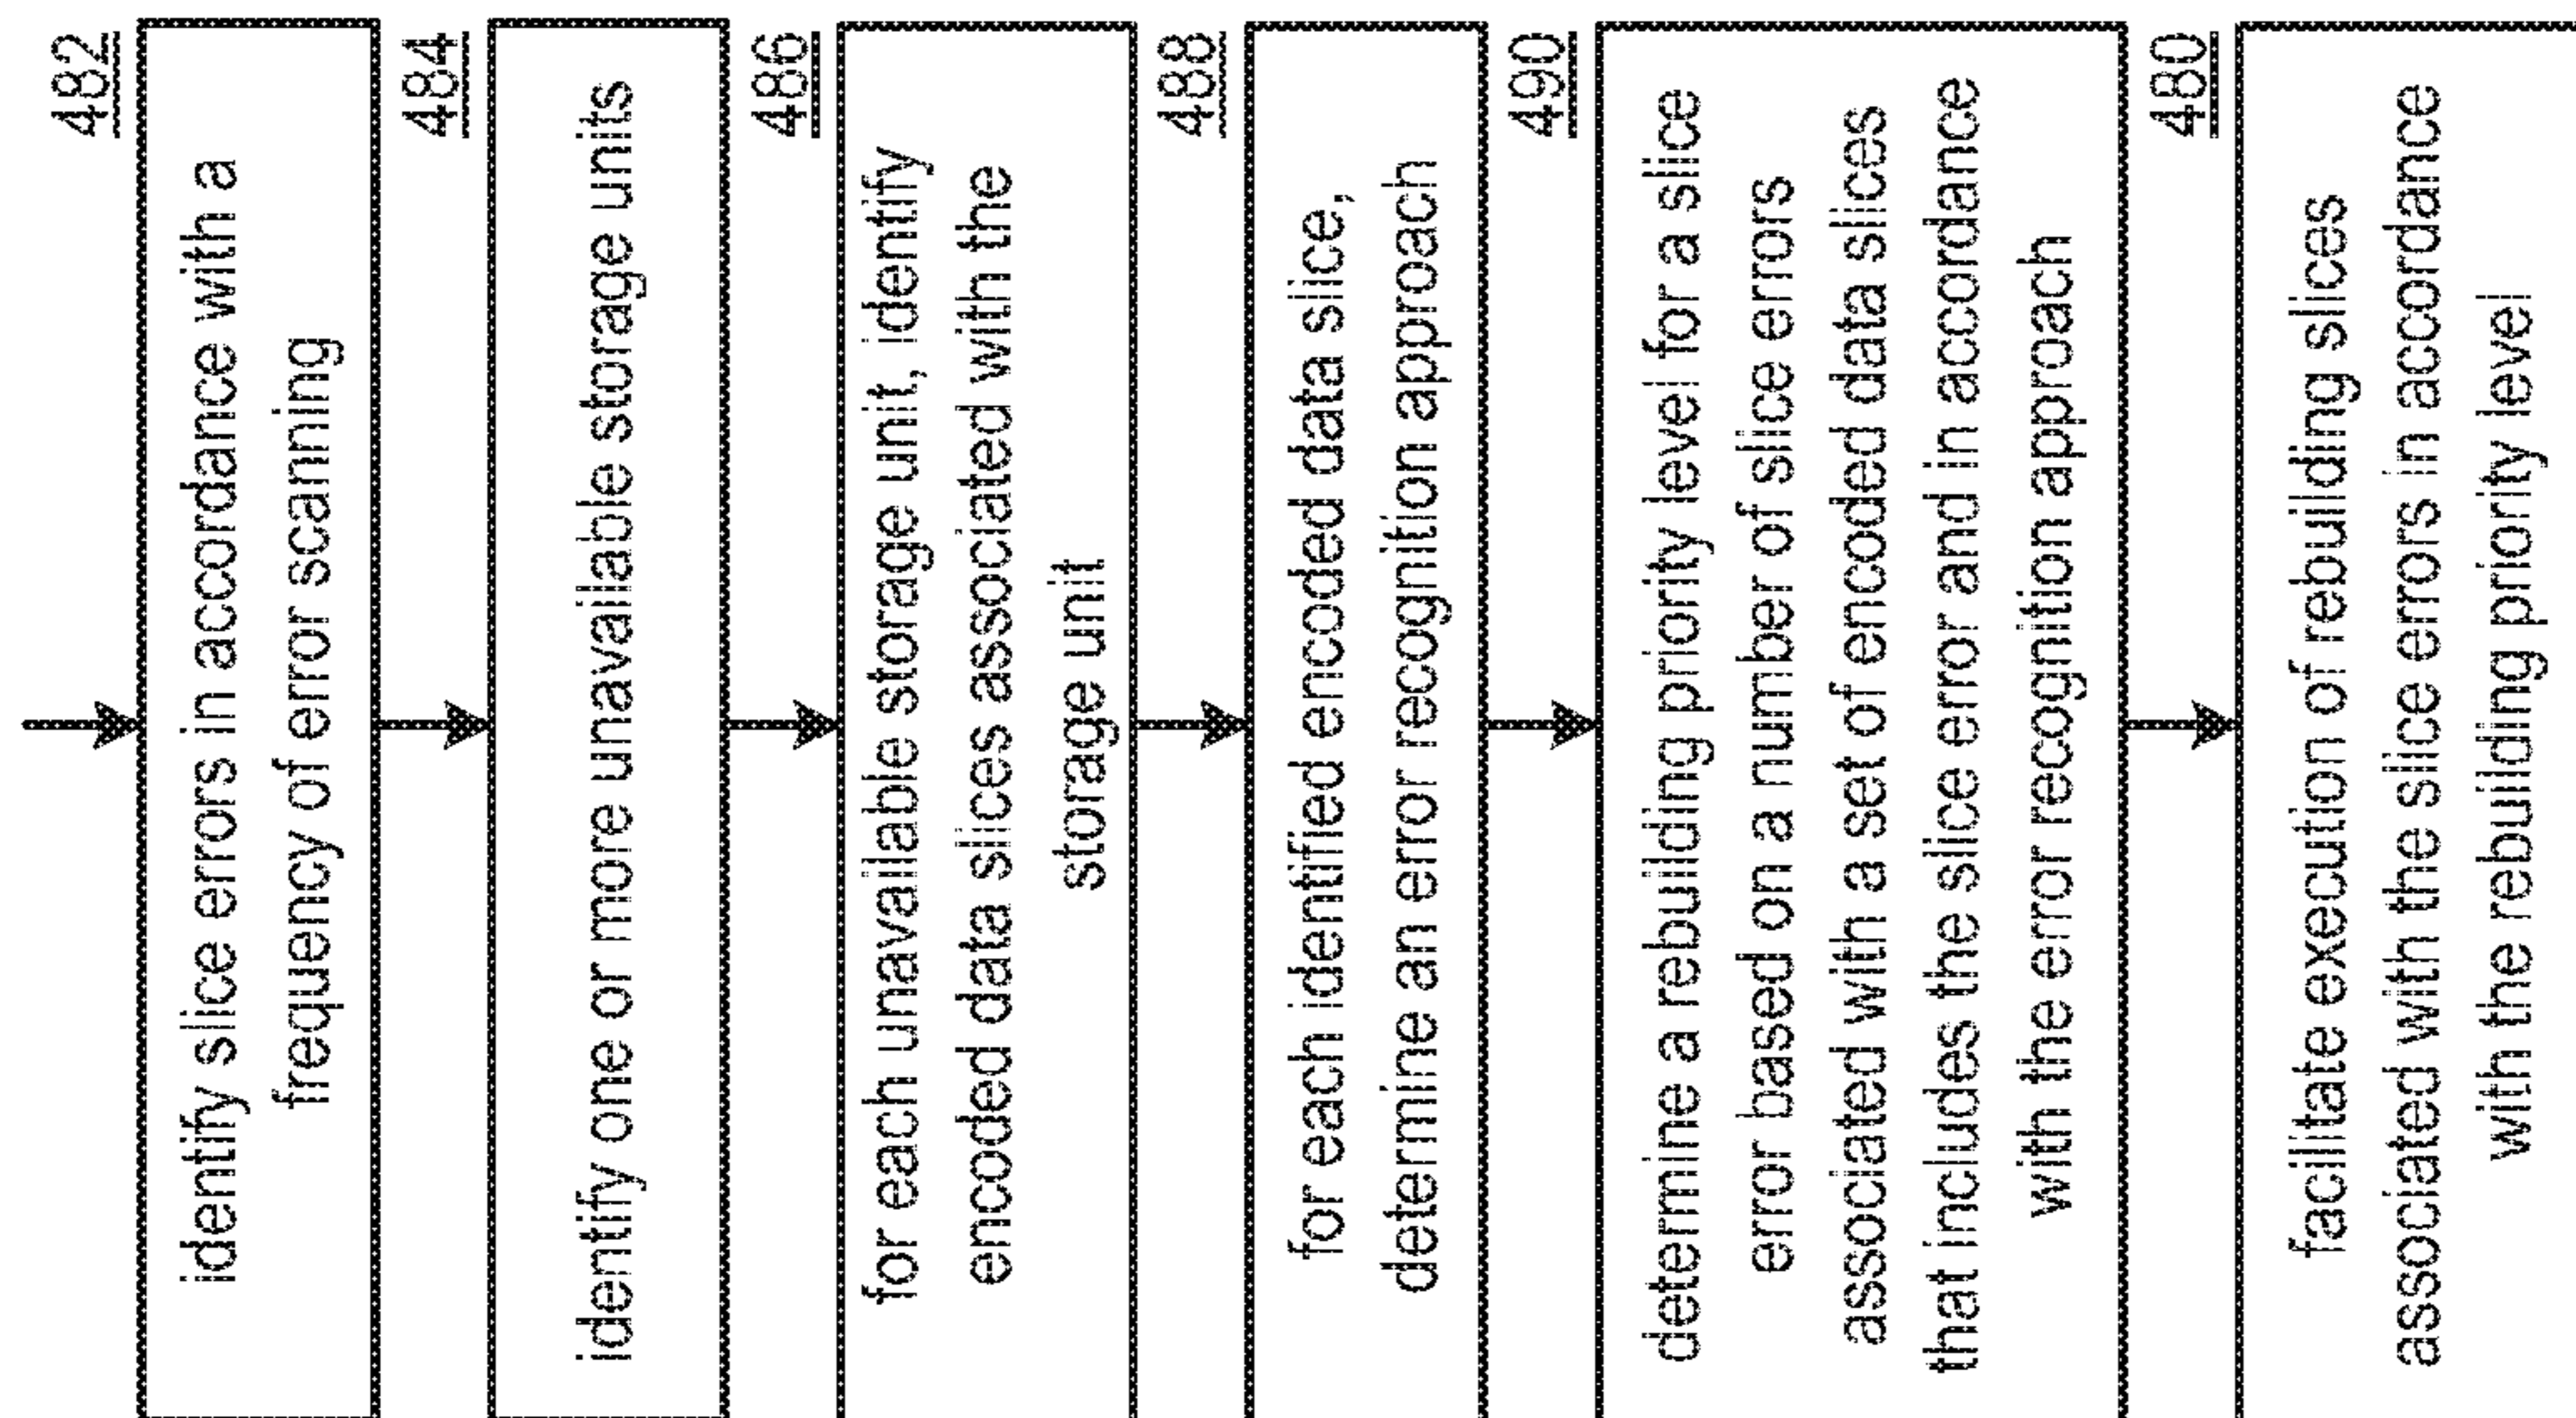 482
identify slice errors in accordance with a
frequency of error scanning
484
identify one or more unavailable storage units
486
for each unavailable storage unit, identify
encoded data slices associated with the
storage unit
488
for each identified encoded data slice,
determine an error recognition approach
490
determine a rebuilding priority level for a slice
error based on a number of slice errors
associated with a set of encoded data slices
that includes the slice error and in accordance
with the error recognition approach
480
facilitate execution of rebuilding slices
associated with the slice errors in accordance
with the rebuilding priority level